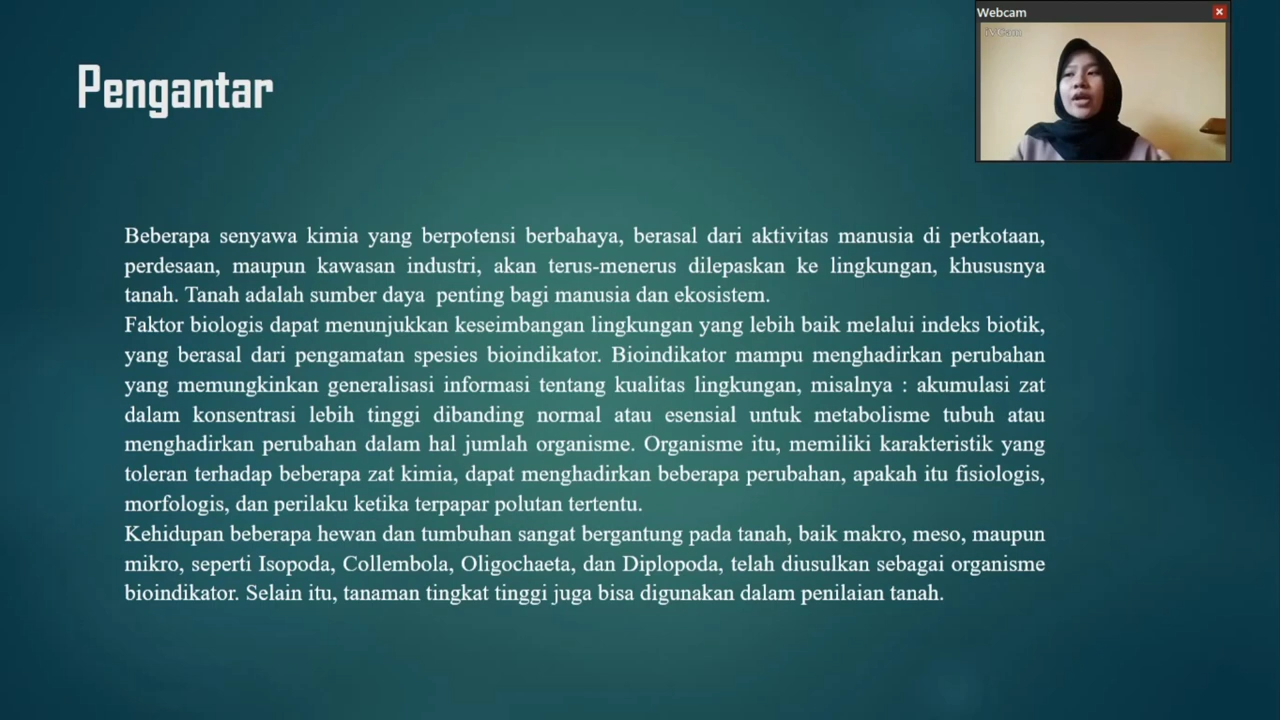 Webcam
iVCam
Pengantar
Beberapa senyawa kimia yang berpotensi berbahaya, berasal dari aktivitas manusia di perkotaan,
perdesaan, maupun kawasan industri, akan terus-menerus dilepaskan ke lingkungan, khususnya
tanah. Tanah adalah sumber daya  penting bagi manusia dan ekosistem.
Faktor biologis dapat menunjukkan keseimbangan lingkungan yang lebih baik melalui indeks biotik,
yang berasal dari pengamatan spesies bioindikator. Bioindikator mampu menghadirkan perubahan
yang memungkinkan generalisasi informasi tentang kualitas lingkungan, misalnya : akumulasi zat
dalam konsentrasi lebih tinggi dibanding normal atau esensial untuk metabolisme tubuh atau
menghadirkan perubahan dalam hal jumlah organisme. Organisme itu, memiliki karakteristik yang
toleran terhadap beberapa zat kimia, dapat menghadirkan beberapa perubahan, apakah itu fisiologis,
morfologis, dan perilaku ketika terpapar polutan tertentu.
Kehidupan beberapa hewan dan tumbuhan sangat bergantung pada tanah, baik makro, meso, maupun
mikro, seperti Isopoda, Collembola, Oligochaeta, dan Diplopoda, telah diusulkan sebagai organisme
bioindikator. Selain itu, tanaman tingkat tinggi juga bisa digunakan dalam penilaian tanah.